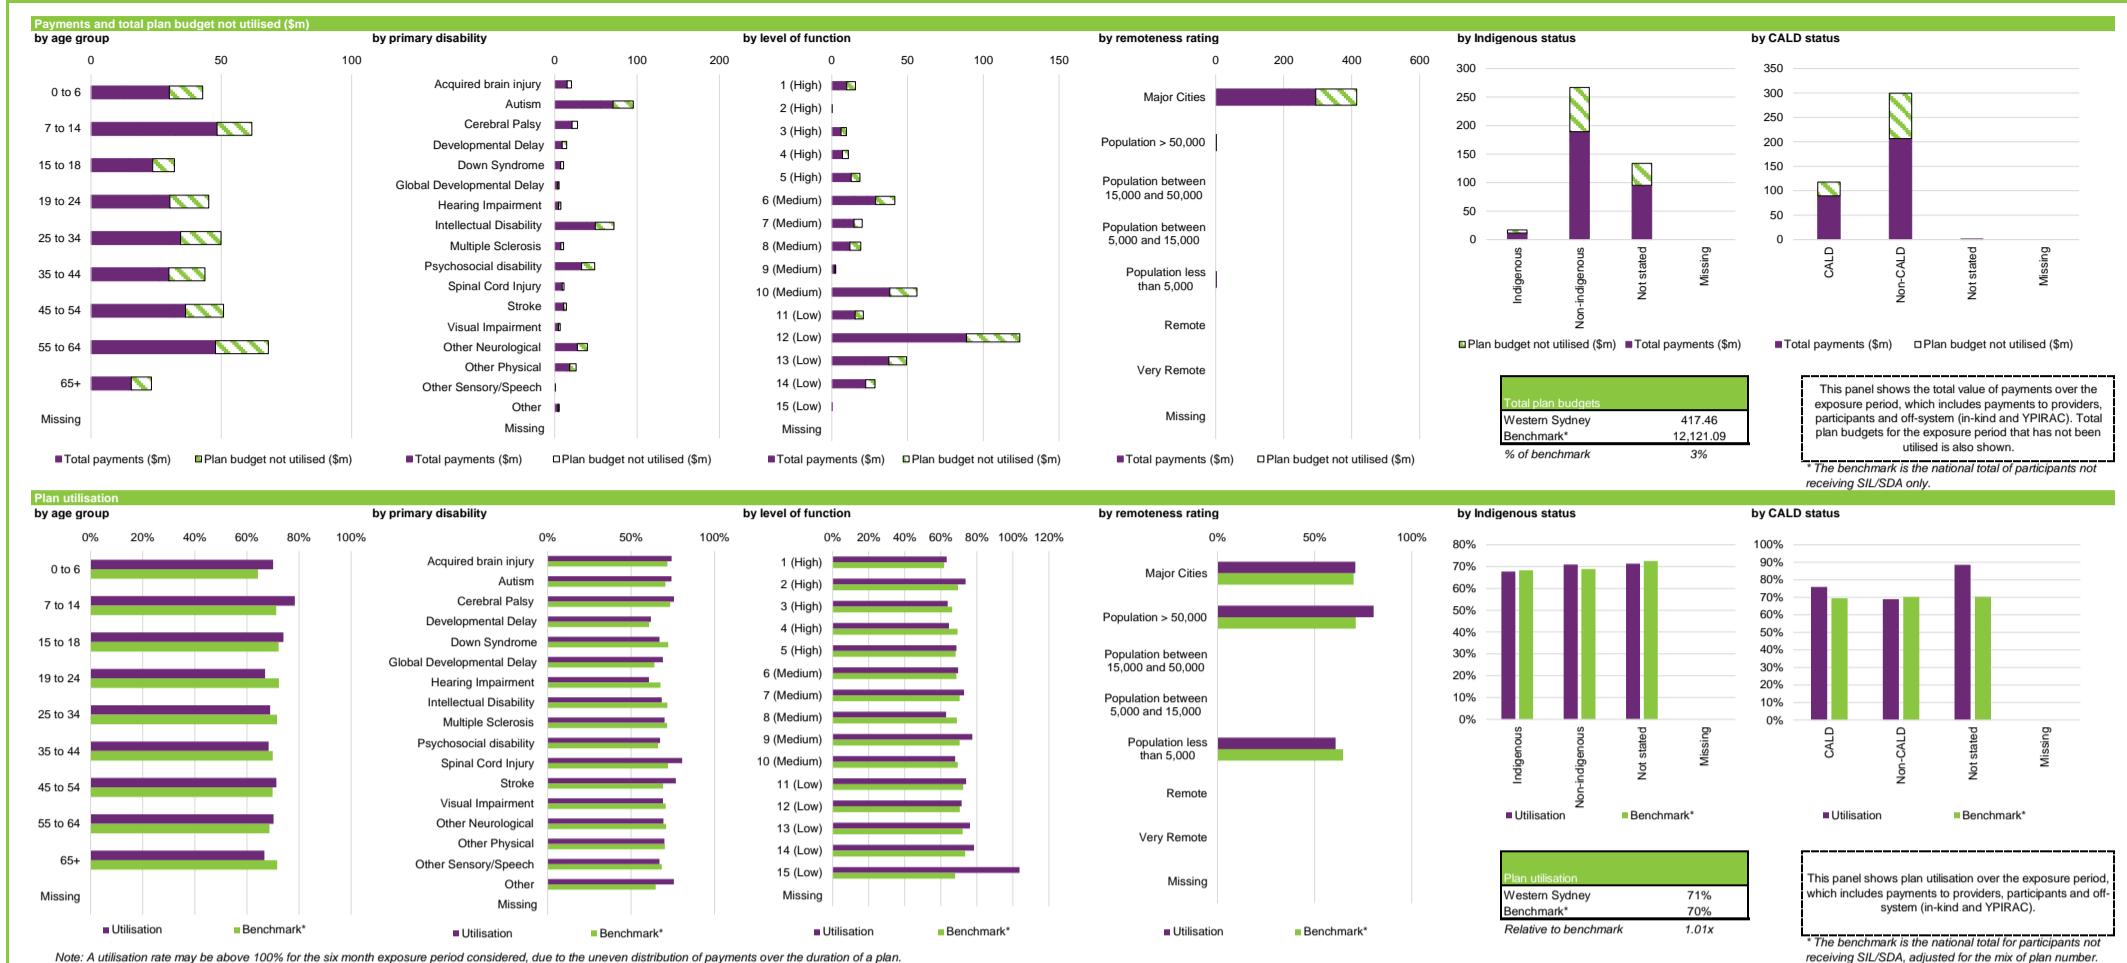 Payments and total plan budget not utilised ($m)
by age group
0 50 100
0 to 6
7 to 14
15 to 18
19 to 24
25 to 34
35 to 44
45 to 54
55 to 64
65+
Missing
Total payments ($m) Plan budget not utilised ($m)
by primary disability
0 100 200
Acquired brain injury
Autism
Cerebral Palsy
Developmental Delay
Down Syndrome
Global Developmental Delay
Hearing Impairment
Intellectual Disability
Multiple Sclerosis
Psychosocial disability
Spinal Cord Injury
Stroke
Visual Impairment
Other Neurological
Other Physical
Other Sensory/Speech
Other
Missing
Total payments ($m) Plan budget not utilised ($m)
by level of function
0 50 100 150
1 (High)
2 (High)
3 (High)
4 (High)
5 (High)
6 (Medium)
7 (Medium)
8 (Medium)
9 (Medium)
10 (Medium)
11 (Low)
12 (Low)
13 (Low)
14 (Low)
15 (Low)
Missing
Total payments ($m) Plan budget not utilised ($m)
by remoteness rating
0 200 400 600
Major Cities
Population > 50,000
Population between
15,000 and 50,000
Population between
5,000 and 15,000
Population less
than 5,000
Remote
Very Remote
Missing
Total payments ($m) Plan budget not utilised ($m)
by Indigenous status
300
250
200
150
100
50
0
Indigenous
Non-indigenous
Not stated
Missing
Plan budget not utilised ($m) Total payments ($m)
Total plan budgets
Western Sydney 417.46
Benchmark* 12,121.09
% of benchmark 3%
by CALD status
350
300
250
200
150
100
50
0
CALD
Non-CALD
Not stated
Missing
Total payments ($m) Plan budget not utilised ($m)
This panel shows the total value of payments over the
exposure period, which includes payments to providers,
participants and off-system (in-kind and YPIRAC). Total
plan budgets for the exposure period that has not been
utilised is also shown.
* The benchmark is the national total of participants not
receiving SIL/SDA only.
Plan utilisation
by age group
0% 20% 40% 60% 80% 100%
0 to 6
7 to 14
15 to 18
19 to 24
25 to 34
35 to 44
45 to 54
55 to 64
65+
Missing
Utilisation Benchmark*
by primary disability
0% 50% 100%
Acquired brain injury
Autism
Cerebral Palsy
Developmental Delay
Down Syndrome
Global Developmental Delay
Hearing Impairment
Intellectual Disability
Multiple Sclerosis
Psychosocial disability
Spinal Cord Injury
Stroke
Visual Impairment
Other Neurological
Other Physical
Other Sensory/Speech
Other
Missing
Utilisation Benchmark*
by level of function
0% 20% 40% 60% 80% 100% 120%
1 (High)
2 (High)
3 (High)
4 (High)
5 (High)
6 (Medium)
7 (Medium)
8 (Medium)
9 (Medium)
10 (Medium)
11 (Low)
12 (Low)
13 (Low)
14 (Low)
15 (Low)
Missing
Utilisation Benchmark*
by remoteness rating
0% 50% 100%
Major Cities
Population > 50,000
Population between
15,000 and 50,000
Population between
5,000 and 15,000
Population less
than 5,000
Remote
Very Remote
Missing
Utilisation Benchmark*
by Indigenous status
80%
70%
60%
50%
40%
30%
20%
10%
0%
Indigenous
Non-indigenous
Not stated
Missing
Utilisation Benchmark*
Plan utilisation
Western Sydney 71%
Benchmark* 70%
Relative to benchmark 1.01x
by CALD status
100%
90%
80%
70%
60%
50%
40%
30%
20%
10%
0%
CALD
Non-CALD
Not stated
Missing
Utilisation Benchmark*
This panel shows plan utilisation over the exposure period,
which includes payments to providers, participants and off-
system (in-kind and YPIRAC).
* The benchmark is the national total for participants not
receiving SIL/SDA, adjusted for the mix of plan number.
Note: A utilisation rate may be above 100% for the six month exposure period considered, due to the uneven distribution of payments over the duration of a plan.